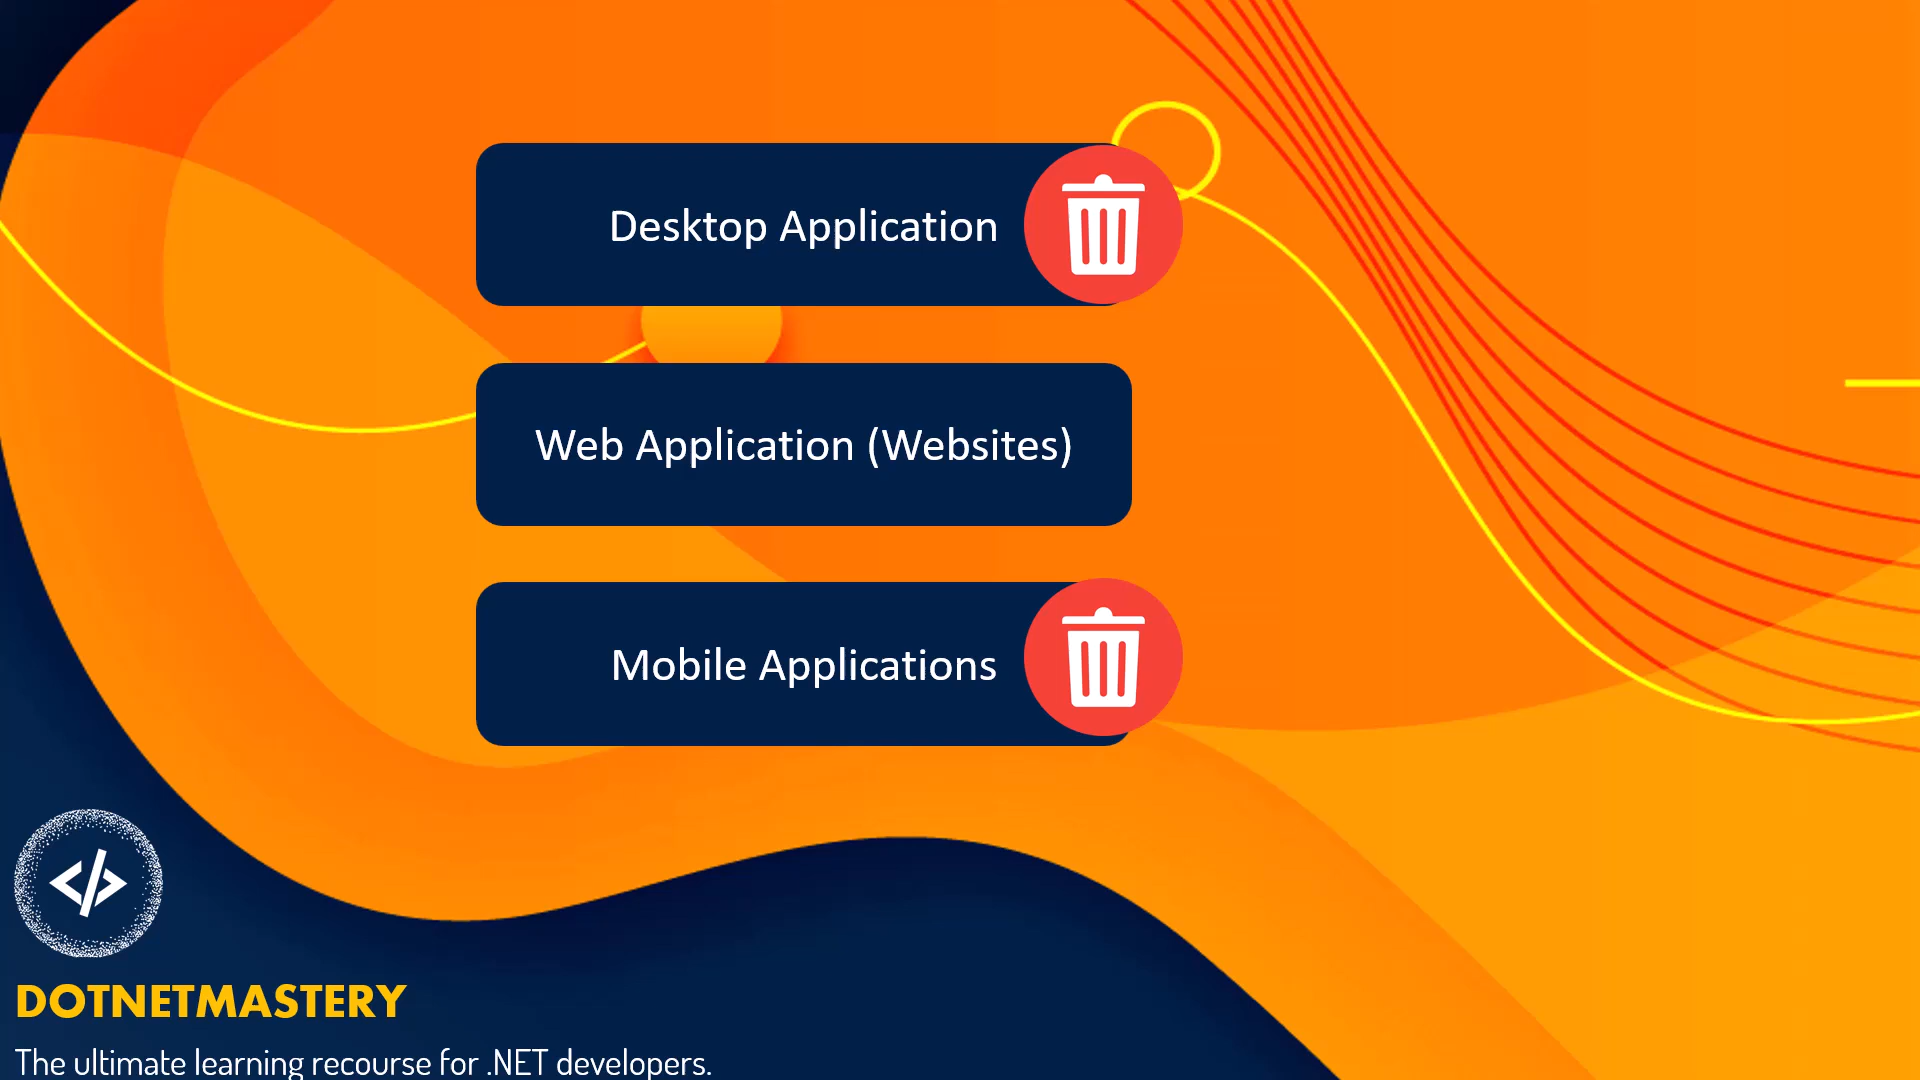 Desktop Application
Web Application (Websites)
Mobile Applications
DOTNETMASTERY
The ultimate learning recourse for .NET developers.